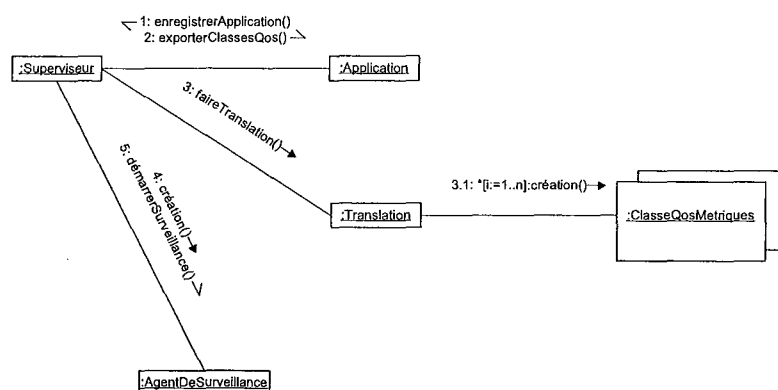 1: enregistrerApplication()
2: exporterClassesQos()
:Superviseur
:Application
3: faireTranslation()
3.1: *[i:=1..n]:création()
4: création()
5: démarrerSurveillance()
:Translation
:ClasseQosMetriques
:AgentDeSurveillance